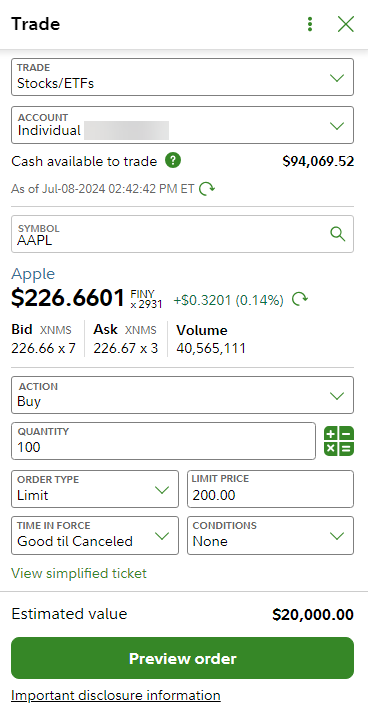 Trade
TRADE
Stocks/ETFs
ACCOUNT
Individual
Cash available to trade ? $94,069.52
As of Jul-08-2024 02:42:42 PM ET
SYMBOL
AAPL
Apple
$226.6601 FINY x 2931 +$0.3201 (0.14%)
Bid XNMS Ask XNMS Volume
226.66 x 7 226.67 x 3 40,565,111
ACTION
Buy
QUANTITY
100
ORDER TYPE LIMIT PRICE
Limit 200.00
TIME IN FORCE CONDITIONS
Good til Canceled None
View simplified ticket
Estimated value $20,000.00
Preview order
Important disclosure information